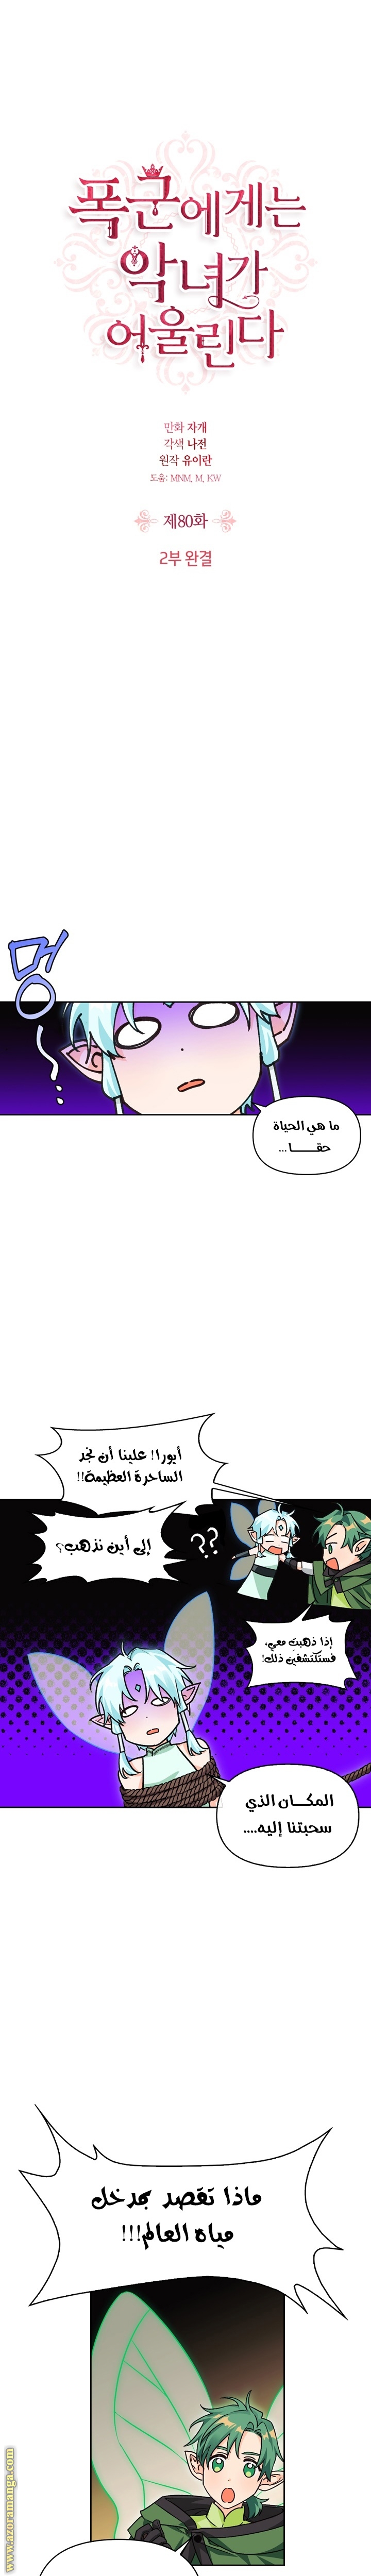 폭군에게는
악녀가
어울린다
만화 자개
각색 나전
원작 유이란
도움: MNM, M, KW
제80화
2부 완결
멍
ما هي الحياة
حقـــــا...
أيورا! علينا أن نجد
الساحرة العظيمة!!
إلى أين نذهب؟
??
إذا ذهبتَ معي،
فستكتشفين ذلك!
المكـــان الذي
سحبتنا إليه....
ماذا تقصد بمدخل
مياه العالم!!!
www.azoramanga.com